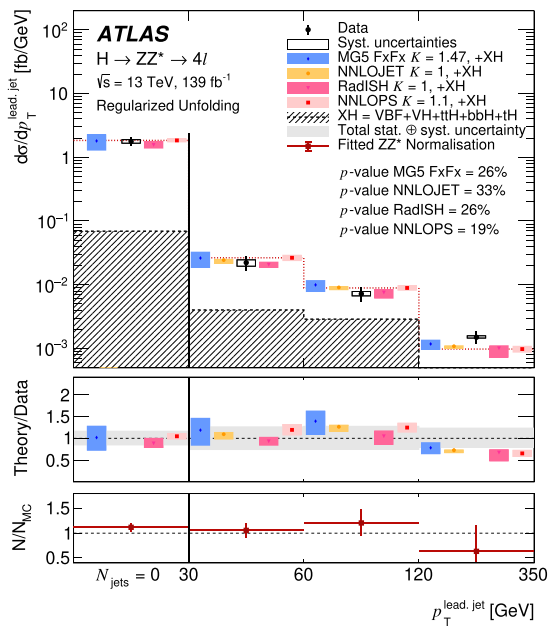 ATLAS
H → ZZ* → 4l
√s = 13 TeV, 139 fb⁻¹
Regularized Unfolding
Data
Syst. uncertainties
MG5 FxFx K = 1.47, +XH
NNLOJET K = 1, +XH
RadISH K = 1, +XH
NNLOPS K = 1.1, +XH
XH = VBF+VH+ttH+bbH+tH
Total stat. ⊕ syst. uncertainty
Fitted ZZ* Normalisation
p-value MG5 FxFx = 26%
p-value NNLOJET = 33%
p-value RadISH = 26%
p-value NNLOPS = 19%
dσ/dp_T^lead. jet [fb/GeV]
10²
10
1
10⁻¹
10⁻²
10⁻³
Theory/Data
2
1.5
1
0.5
N/N_MC
1.5
1
0.5
N_jets = 0 30 60 120 350
p_T^lead. jet [GeV]